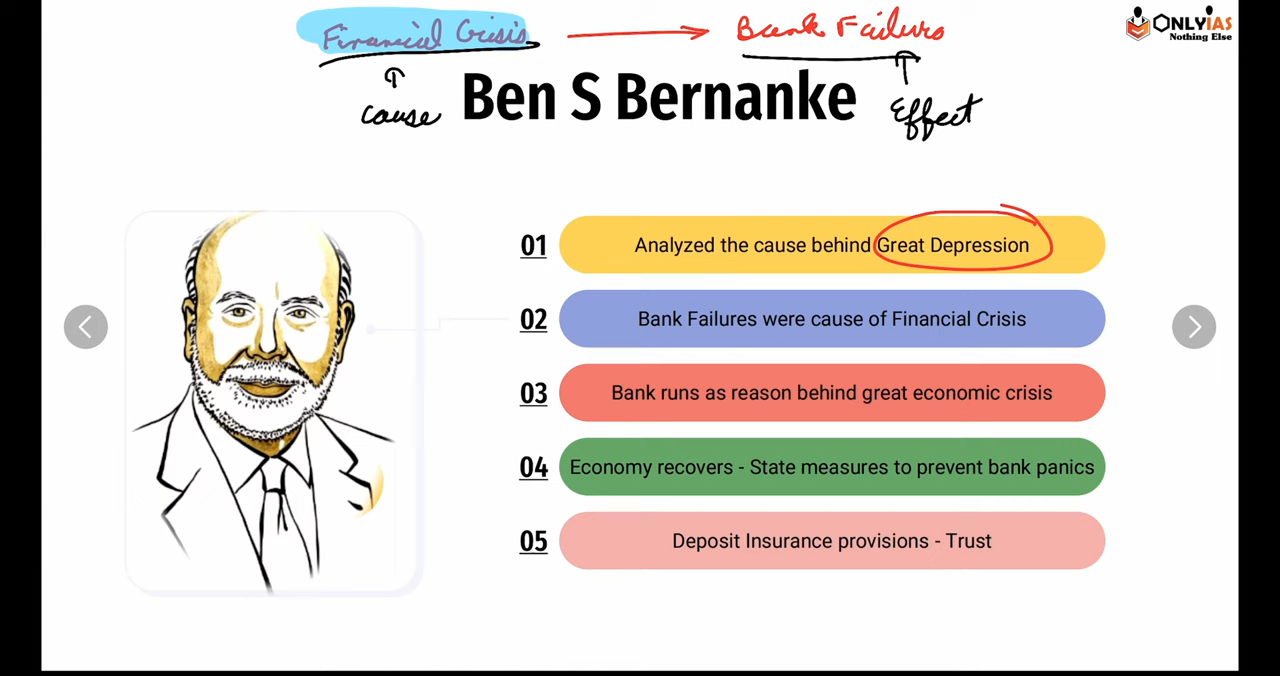 Financial Crisis → Bank Failure
ONLYIAS
Nothing Else
cause
Effect
Ben S Bernanke
01 Analyzed the cause behind Great Depression
02 Bank Failures were cause of Financial Crisis
03 Bank runs as reason behind great economic crisis
04 Economy recovers - State measures to prevent bank panics
05 Deposit Insurance provisions - Trust